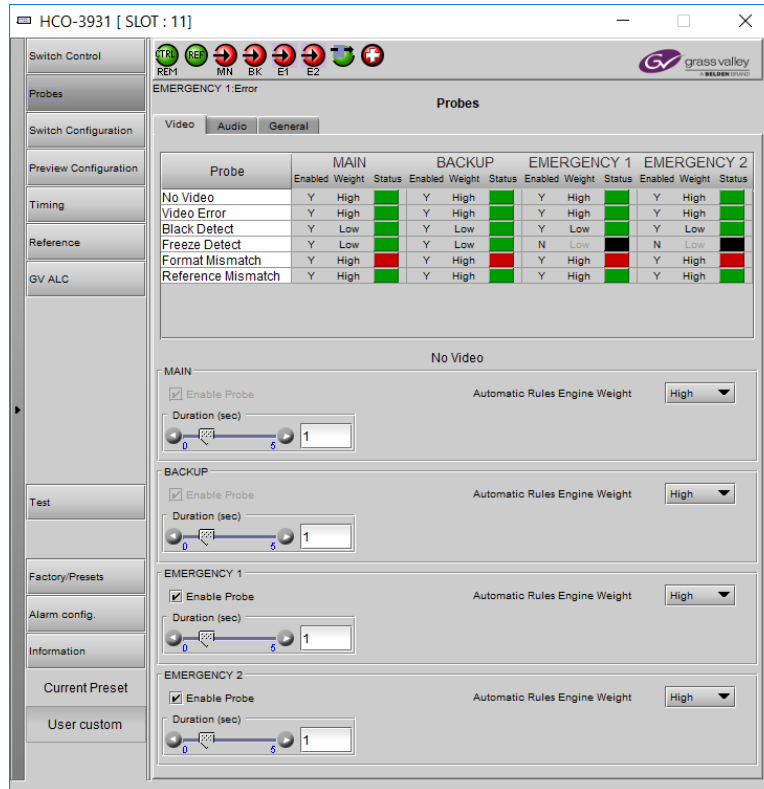 HCO-3931 [ SLOT : 11]
Switch Control
Probes
Switch Configuration
Preview Configuration
Timing
Reference
GV ALC
Test
Factory/Presets
Alarm config.
Information
Current Preset
User custom
CTRL REF
REM MN BK E1 E2
GV grass valley
A BELDEN BRAND
EMERGENCY 1:Error
Probes
Video Audio General
Probe MAIN BACKUP EMERGENCY 1 EMERGENCY 2
Enabled Weight Status Enabled Weight Status Enabled Weight Status Enabled Weight Status
No Video Y High Y High Y High Y High
Video Error Y High Y High Y High Y High
Black Detect Y Low Y Low Y Low Y Low
Freeze Detect Y Low Y Low N Low N Low
Format Mismatch Y High Y High Y High Y High
Reference Mismatch Y High Y High Y High Y High
No Video
MAIN
Enable Probe Automatic Rules Engine Weight High
Duration (sec)
0 5 1
BACKUP
Enable Probe Automatic Rules Engine Weight High
Duration (sec)
0 5 1
EMERGENCY 1
Enable Probe Automatic Rules Engine Weight High
Duration (sec)
0 5 1
EMERGENCY 2
Enable Probe Automatic Rules Engine Weight High
Duration (sec)
0 5 1